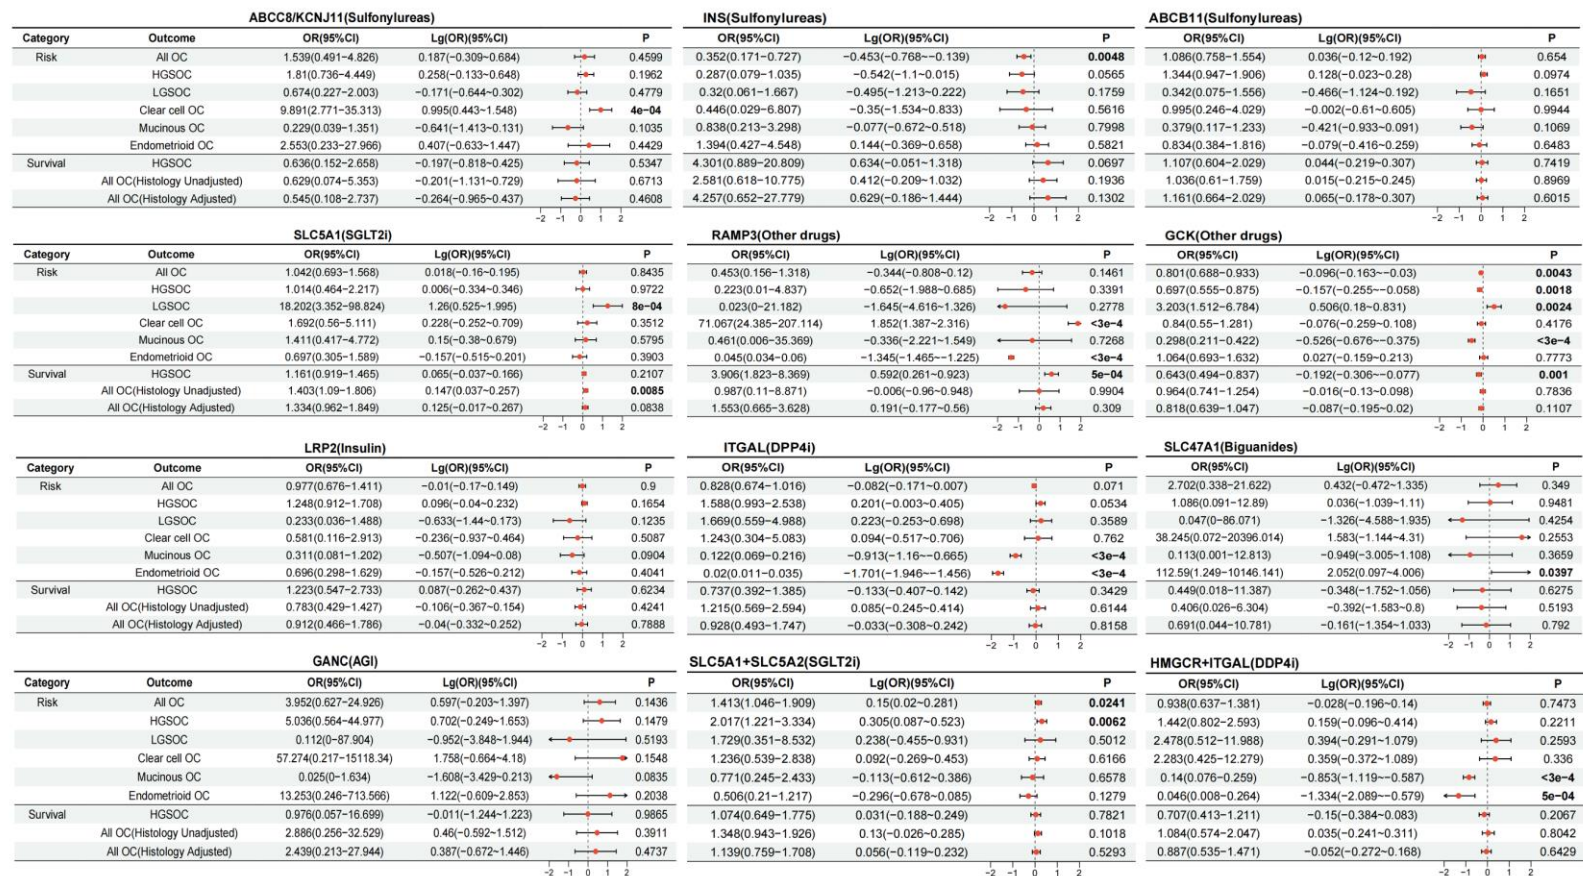 ABCC8/KCNJ11(Sulfonylureas)
Category Outcome OR(95%CI) Lg(OR)(95%CI) P
Risk All OC 1.539(0.491−4.826) 0.187(−0.309~0.684) 0.4599
HGSOC 1.81(0.736−4.449) 0.258(−0.133~0.648) 0.1962
LGSOC 0.674(0.227−2.003) −0.171(−0.644~0.302) 0.4779
Clear cell OC 9.891(2.771−35.313) 0.995(0.443~1.548) 4e−04
Mucinous OC 0.229(0.039−1.351) −0.641(−1.413~0.131) 0.1035
Endometrioid OC 2.553(0.233−27.966) 0.407(−0.633~1.447) 0.4429
Survival HGSOC 0.636(0.152−2.658) −0.197(−0.818~0.425) 0.5347
All OC(Histology Unadjusted) 0.629(0.074−5.353) −0.201(−1.131~0.729) 0.6713
All OC(Histology Adjusted) 0.545(0.108−2.737) −0.264(−0.965~0.437) 0.4608
−2 −1 0 1 2
INS(Sulfonylureas)
OR(95%CI) Lg(OR)(95%CI) P
0.352(0.171−0.727) −0.453(−0.768~−0.139) 0.0048
0.287(0.079−1.035) −0.542(−1.1~0.015) 0.0565
0.32(0.061−1.667) −0.495(−1.213~0.222) 0.1759
0.446(0.029−6.807) −0.35(−1.534~0.833) 0.5616
0.838(0.213−3.298) −0.077(−0.672~0.518) 0.7998
1.394(0.427−4.548) 0.144(−0.369~0.658) 0.5821
4.301(0.889−20.809) 0.634(−0.051~1.318) 0.0697
2.581(0.618−10.775) 0.412(−0.209~1.032) 0.1936
4.257(0.652−27.779) 0.629(−0.186~1.444) 0.1302
−2 −1 0 1 2
ABCB11(Sulfonylureas)
OR(95%CI) Lg(OR)(95%CI) P
1.086(0.758−1.554) 0.036(−0.12~0.192) 0.654
1.344(0.947−1.906) 0.128(−0.023~0.28) 0.0974
0.342(0.075−1.556) −0.466(−1.124~0.192) 0.1651
0.995(0.246−4.029) −0.002(−0.61~0.605) 0.9944
0.379(0.117−1.233) −0.421(−0.933~0.091) 0.1069
0.834(0.384−1.816) −0.079(−0.416~0.259) 0.6483
1.107(0.604−2.029) 0.044(−0.219~0.307) 0.7419
1.036(0.61−1.759) 0.015(−0.215~0.245) 0.8969
1.161(0.664−2.029) 0.065(−0.178~0.307) 0.6015
−2 −1 0 1 2
SLC5A1(SGLT2i)
Category Outcome OR(95%CI) Lg(OR)(95%CI) P
Risk All OC 1.042(0.693−1.568) 0.018(−0.16~0.195) 0.8435
HGSOC 1.014(0.464−2.217) 0.006(−0.334~0.346) 0.9722
LGSOC 18.202(3.352−98.824) 1.26(0.525~1.995) 8e−04
Clear cell OC 1.692(0.56−5.111) 0.228(−0.252~0.709) 0.3512
Mucinous OC 1.411(0.417−4.772) 0.15(−0.38~0.679) 0.5795
Endometrioid OC 0.697(0.305−1.589) −0.157(−0.515~0.201) 0.3903
Survival HGSOC 1.161(0.919−1.465) 0.065(−0.037~0.166) 0.2107
All OC(Histology Unadjusted) 1.403(1.09−1.806) 0.147(0.037~0.257) 0.0085
All OC(Histology Adjusted) 1.334(0.962−1.849) 0.125(−0.017~0.267) 0.0838
−2 −1 0 1 2
RAMP3(Other drugs)
OR(95%CI) Lg(OR)(95%CI) P
0.453(0.156−1.318) −0.344(−0.808~0.12) 0.1461
0.223(0.01−4.837) −0.652(−1.988~0.685) 0.3391
0.023(0−21.182) −1.645(−4.616~1.326) 0.2778
71.067(24.385−207.114) 1.852(1.387~2.316) <3e−4
0.461(0.006−35.369) −0.336(−2.221~1.549) 0.7268
0.045(0.034−0.06) −1.345(−1.465~−1.225) <3e−4
3.906(1.823−8.369) 0.592(0.261~0.923) 5e−04
0.987(0.11−8.871) −0.006(−0.96~0.948) 0.9904
1.553(0.665−3.628) 0.191(−0.177~0.56) 0.309
−2 −1 0 1 2
GCK(Other drugs)
OR(95%CI) Lg(OR)(95%CI) P
0.801(0.688−0.933) −0.096(−0.163~−0.03) 0.0043
0.697(0.555−0.875) −0.157(−0.255~−0.058) 0.0018
3.203(1.512−6.784) 0.506(0.18~0.831) 0.0024
0.84(0.55−1.281) −0.076(−0.259~0.108) 0.4176
0.298(0.211−0.422) −0.526(−0.676~−0.375) <3e−4
1.064(0.693−1.632) 0.027(−0.159~0.213) 0.7773
0.643(0.494−0.837) −0.192(−0.306~−0.077) 0.001
0.964(0.741−1.254) −0.016(−0.13~0.098) 0.7836
0.818(0.639−1.047) −0.087(−0.195~0.02) 0.1107
−2 −1 0 1 2
LRP2(Insulin)
Category Outcome OR(95%CI) Lg(OR)(95%CI) P
Risk All OC 0.977(0.676−1.411) −0.01(−0.17~0.149) 0.9
HGSOC 1.248(0.912−1.708) 0.096(−0.04~0.232) 0.1654
LGSOC 0.233(0.036−1.488) −0.633(−1.44~0.173) 0.1235
Clear cell OC 0.581(0.116−2.913) −0.236(−0.937~0.464) 0.5087
Mucinous OC 0.311(0.081−1.202) −0.507(−1.094~0.08) 0.0904
Endometrioid OC 0.696(0.298−1.629) −0.157(−0.526~0.212) 0.4041
Survival HGSOC 1.223(0.547−2.733) 0.087(−0.262~0.437) 0.6234
All OC(Histology Unadjusted) 0.783(0.429−1.427) −0.106(−0.367~0.154) 0.4241
All OC(Histology Adjusted) 0.912(0.466−1.786) −0.04(−0.332~0.252) 0.7888
−2 −1 0 1 2
ITGAL(DPP4i)
OR(95%CI) Lg(OR)(95%CI) P
0.828(0.674−1.016) −0.082(−0.171~0.007) 0.071
1.588(0.993−2.538) 0.201(−0.003~0.405) 0.0534
1.669(0.559−4.988) 0.223(−0.253~0.698) 0.3589
1.243(0.304−5.083) 0.094(−0.517~0.706) 0.762
0.122(0.069−0.216) −0.913(−1.16~−0.665) <3e−4
0.02(0.011−0.035) −1.701(−1.946~−1.456) <3e−4
0.737(0.392−1.385) −0.133(−0.407~0.142) 0.3429
1.215(0.569−2.594) 0.085(−0.245~0.414) 0.6144
0.928(0.493−1.747) −0.033(−0.308~0.242) 0.8158
−2 −1 0 1 2
SLC47A1(Biguanides)
OR(95%CI) Lg(OR)(95%CI) P
2.702(0.338−21.622) 0.432(−0.472~1.335) 0.349
1.086(0.091−12.89) 0.036(−1.039~1.11) 0.9481
0.047(0−86.071) −1.326(−4.588~1.935) 0.4254
38.245(0.072−20396.014) 1.583(−1.144~4.31) 0.2553
0.113(0.001−12.813) −0.949(−3.005~1.108) 0.3659
112.59(1.249−10146.141) 2.052(0.097~4.006) 0.0397
0.449(0.018−11.387) −0.348(−1.752~1.056) 0.6275
0.406(0.026−6.304) −0.392(−1.583~0.8) 0.5193
0.691(0.044−10.781) −0.161(−1.354~1.033) 0.792
−2 −1 0 1 2
GANC(AGI)
Category Outcome OR(95%CI) Lg(OR)(95%CI) P
Risk All OC 3.952(0.627−24.926) 0.597(−0.203~1.397) 0.1436
HGSOC 5.036(0.564−44.977) 0.702(−0.249~1.653) 0.1479
LGSOC 0.112(0−87.904) −0.952(−3.848~1.944) 0.5193
Clear cell OC 57.274(0.217−15118.34) 1.758(−0.664~4.18) 0.1548
Mucinous OC 0.025(0−1.634) −1.608(−3.429~0.213) 0.0835
Endometrioid OC 13.253(0.246−713.566) 1.122(−0.609~2.853) 0.2038
Survival HGSOC 0.976(0.057−16.699) −0.011(−1.244~1.223) 0.9865
All OC(Histology Unadjusted) 2.886(0.256−32.529) 0.46(−0.592~1.512) 0.3911
All OC(Histology Adjusted) 2.439(0.213−27.944) 0.387(−0.672~1.446) 0.4737
−2 −1 0 1 2
SLC5A1+SLC5A2(SGLT2i)
OR(95%CI) Lg(OR)(95%CI) P
1.413(1.046−1.909) 0.15(0.02~0.281) 0.0241
2.017(1.221−3.334) 0.305(0.087~0.523) 0.0062
1.729(0.351−8.532) 0.238(−0.455~0.931) 0.5012
1.236(0.539−2.838) 0.092(−0.269~0.453) 0.6166
0.771(0.245−2.433) −0.113(−0.612~0.386) 0.6578
0.506(0.21−1.217) −0.296(−0.678~0.085) 0.1279
1.074(0.649−1.775) 0.031(−0.188~0.249) 0.7821
1.348(0.943−1.926) 0.13(−0.026~0.285) 0.1018
1.139(0.759−1.708) 0.056(−0.119~0.232) 0.5293
−2 −1 0 1 2
HMGCR+ITGAL(DDP4i)
OR(95%CI) Lg(OR)(95%CI) P
0.938(0.637−1.381) −0.028(−0.196~0.14) 0.7473
1.442(0.802−2.593) 0.159(−0.096~0.414) 0.2211
2.478(0.512−11.988) 0.394(−0.291~1.079) 0.2593
2.283(0.425−12.279) 0.359(−0.372~1.089) 0.336
0.14(0.076−0.259) −0.853(−1.119~−0.587) <3e−4
0.046(0.008−0.264) −1.334(−2.089~−0.579) 5e−04
0.707(0.413−1.211) −0.15(−0.384~0.083) 0.2067
1.084(0.574−2.047) 0.035(−0.241~0.311) 0.8042
0.887(0.535−1.471) −0.052(−0.272~0.168) 0.6429
−2 −1 0 1 2